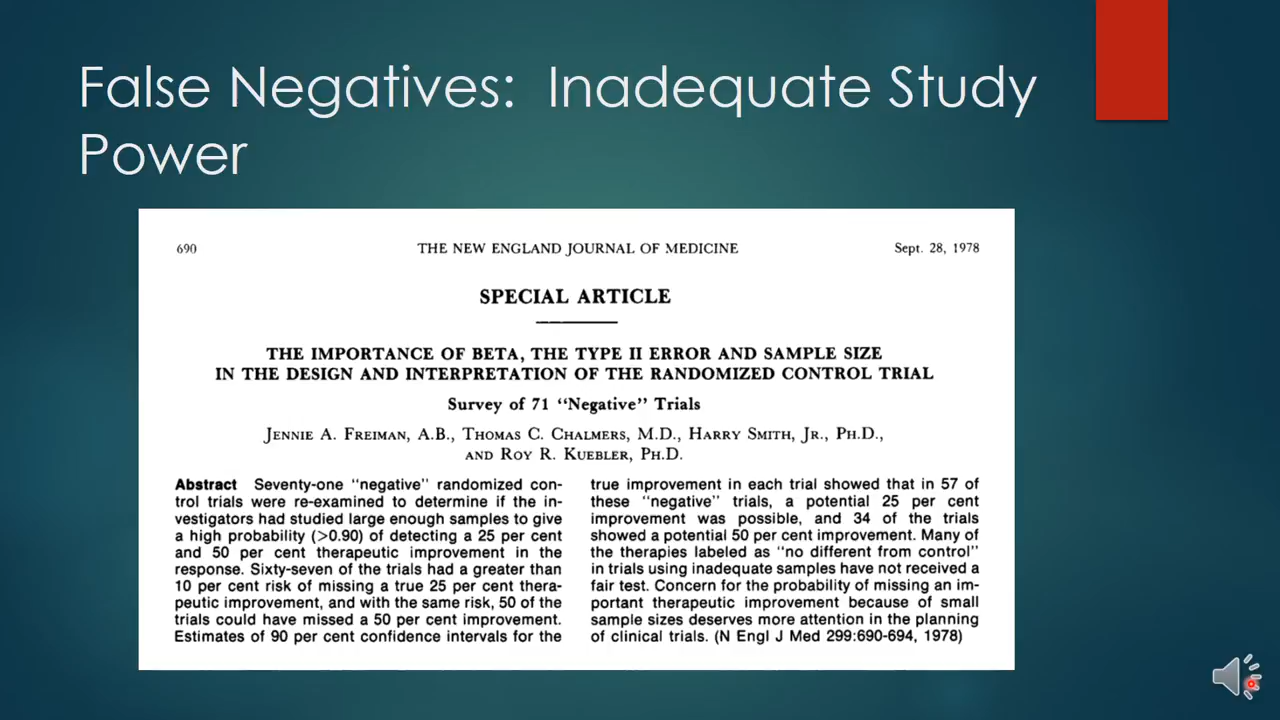 False Negatives: Inadequate Study
Power
690
THE NEW ENGLAND JOURNAL OF MEDICINE
Sept. 28, 1978
SPECIAL ARTICLE
THE IMPORTANCE OF BETA, THE TYPE II ERROR AND SAMPLE SIZE
IN THE DESIGN AND INTERPRETATION OF THE RANDOMIZED CONTROL TRIAL
Survey of 71 “Negative” Trials
JENNIE A. FREIMAN, A.B., THOMAS C. CHALMERS, M.D., HARRY SMITH, JR., PH.D.,
AND ROY R. KUEBLER, PH.D.
Abstract Seventy-one “negative” randomized con-
trol trials were re-examined to determine if the in-
vestigators had studied large enough samples to give
a high probability (>0.90) of detecting a 25 per cent
and 50 per cent therapeutic improvement in the
response. Sixty-seven of the trials had a greater than
10 per cent risk of missing a true 25 per cent thera-
peutic improvement, and with the same risk, 50 of the
trials could have missed a 50 per cent improvement.
Estimates of 90 per cent confidence intervals for the
true improvement in each trial showed that in 57 of
these “negative” trials, a potential 25 per cent
improvement was possible, and 34 of the trials
showed a potential 50 per cent improvement. Many of
the therapies labeled as “no different from control”
in trials using inadequate samples have not received a
fair test. Concern for the probability of missing an im-
portant therapeutic improvement because of small
sample sizes deserves more attention in the planning
of clinical trials. (N Engl J Med 299:690-694, 1978)